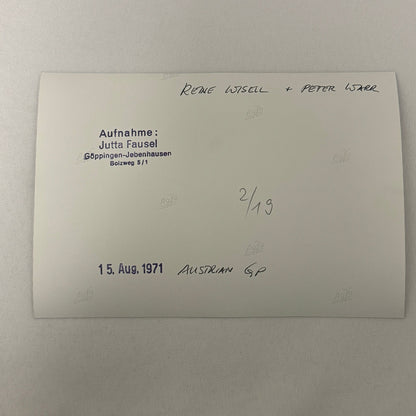 REINE WISELL + PETER WARR
Aufnahme:
Jutta Fausel
Göppingen-Jebenhausen
Bolzweg 5/1
2/19
15. Aug. 1971 AUSTRIAN GP